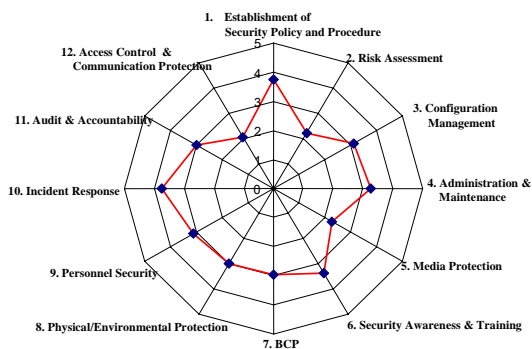 1. Establishment of
Security Policy and Procedure
2. Risk Assessment
3. Configuration
Management
4. Administration &
Maintenance
5. Media Protection
6. Security Awareness & Training
7. BCP
8. Physical/Environmental Protection
9. Personnel Security
10. Incident Response
11. Audit & Accountability
12. Access Control &
Communication Protection
5
4
3
2
1
0